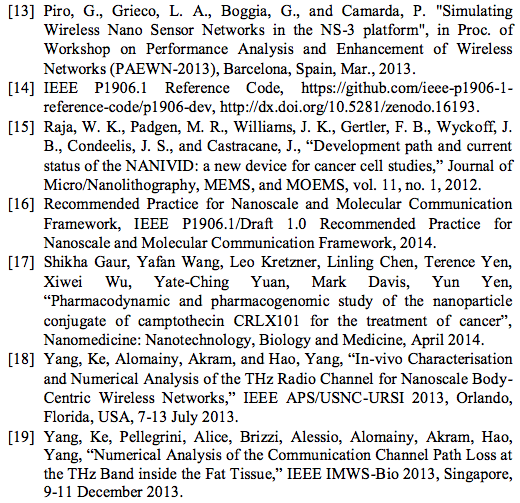 [13] Piro, G., Grieco, L. A., Boggia, G., and Camarda, P. "Simulating
Wireless Nano Sensor Networks in the NS-3 platform", in Proc. of
Workshop on Performance Analysis and Enhancement of Wireless
Networks (PAEWN-2013), Barcelona, Spain, Mar., 2013.
[14] IEEE P1906.1 Reference Code, https://github.com/ieee-p1906-1-
reference-code/p1906-dev, http://dx.doi.org/10.5281/zenodo.16193.
[15] Raja, W. K., Padgen, M. R., Williams, J. K., Gertler, F. B., Wyckoff, J.
B., Condeelis, J. S., and Castracane, J., “Development path and current
status of the NANIVID: a new device for cancer cell studies,” Journal of
Micro/Nanolithography, MEMS, and MOEMS, vol. 11, no. 1, 2012.
[16] Recommended Practice for Nanoscale and Molecular Communication
Framework, IEEE P1906.1/Draft 1.0 Recommended Practice for
Nanoscale and Molecular Communication Framework, 2014.
[17] Shikha Gaur, Yafan Wang, Leo Kretzner, Linling Chen, Terence Yen,
Xiwei Wu, Yate-Ching Yuan, Mark Davis, Yun Yen,
“Pharmacodynamic and pharmacogenomic study of the nanoparticle
conjugate of camptothecin CRLX101 for the treatment of cancer”,
Nanomedicine: Nanotechnology, Biology and Medicine, April 2014.
[18] Yang, Ke, Alomainy, Akram, and Hao, Yang, “In-vivo Characterisation
and Numerical Analysis of the THz Radio Channel for Nanoscale Body-
Centric Wireless Networks,” IEEE APS/USNC-URSI 2013, Orlando,
Florida, USA, 7-13 July 2013.
[19] Yang, Ke, Pellegrini, Alice, Brizzi, Alessio, Alomainy, Akram, Hao,
Yang, “Numerical Analysis of the Communication Channel Path Loss at
the THz Band inside the Fat Tissue,” IEEE IMWS-Bio 2013, Singapore,
9-11 December 2013.